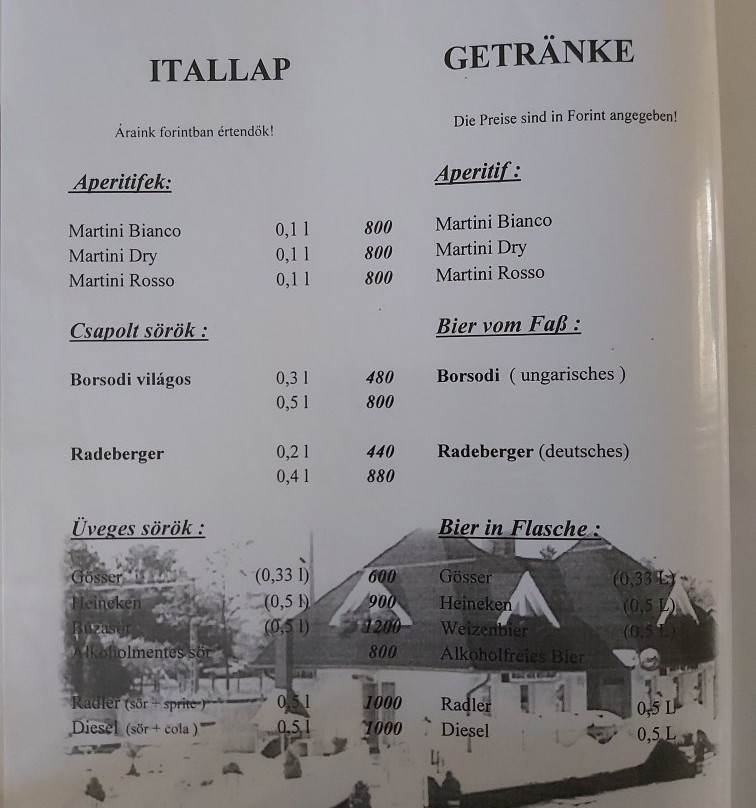 ITALLAP GETRÄNKE
Áraink forintban értendők! Die Preise sind in Forint angegeben!
Aperitifek: Aperitif :
Martini Bianco 0,1 l 800 Martini Bianco
Martini Dry 0,1 l 800 Martini Dry
Martini Rosso 0,1 l 800 Martini Rosso
Csapolt sörök : Bier vom Faß :
Borsodi világos 0,3 l 480 Borsodi ( ungarisches )
0,5 l 800
Radeberger 0,2 l 440 Radeberger (deutsches)
0,4 l 880
Üveges sörök : Bier in Flasche :
Gösser (0,33 l) 600 Gösser (0,33 L)
Heineken (0,5 l) 900 Heineken (0,5 L)
Búzasör (0,5 l) 1200 Weizenbier (0,5 L)
Alkoholmentes sör 800 Alkoholfreies Bier
Radler (sör + sprite ) 0,5 l 1000 Radler 0,5 L
Diesel (sör + cola ) 0,5 l 1000 Diesel 0,5 L